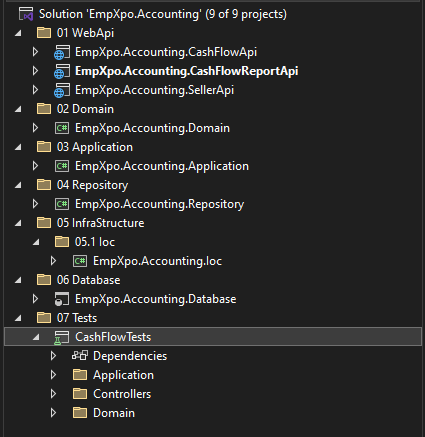 Solution 'EmpXpo.Accounting' (9 of 9 projects)
01 WebApi
EmpXpo.Accounting.CashFlowApi
EmpXpo.Accounting.CashFlowReportApi
EmpXpo.Accounting.SellerApi
02 Domain
C# EmpXpo.Accounting.Domain
03 Application
C# EmpXpo.Accounting.Application
04 Repository
C# EmpXpo.Accounting.Repository
05 InfraStructure
05.1 Ioc
C# EmpXpo.Accounting.Ioc
06 Database
EmpXpo.Accounting.Database
07 Tests
CashFlowTests
Dependencies
Application
Controllers
Domain